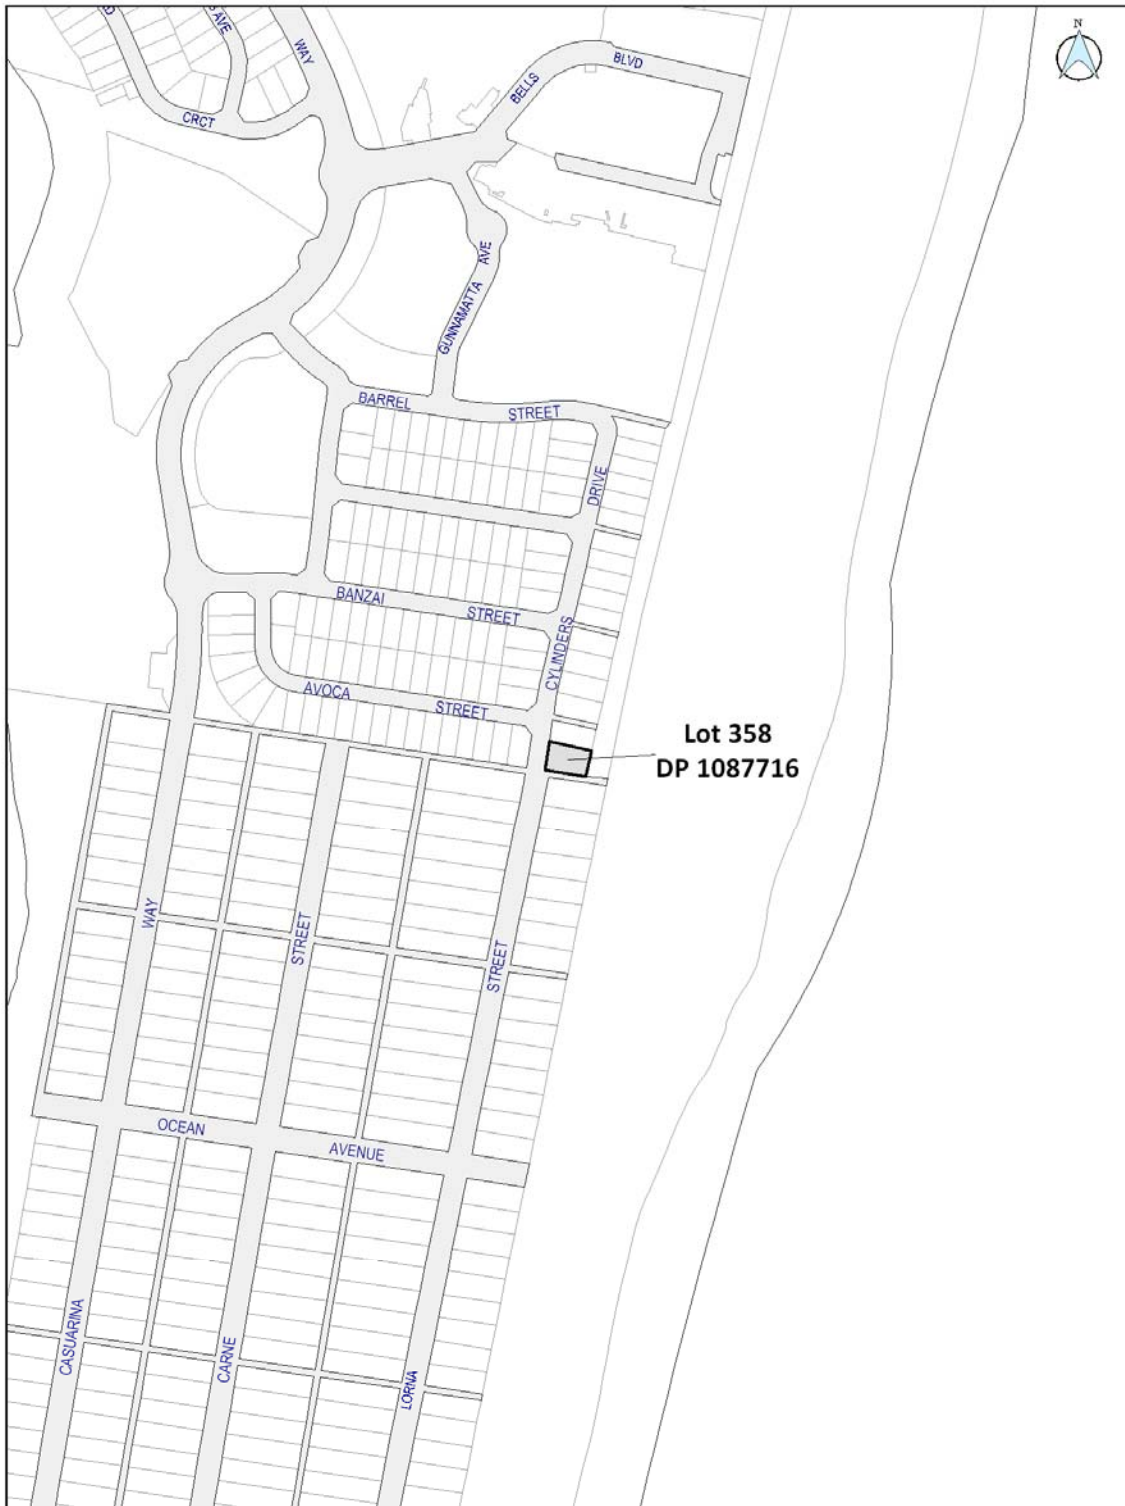 N
AVE
WAY
BLVD
BELLS
CRCT
AVE
GUNNAMATTA
BARREL
STREET
DRIVE
BANZAI
STREET
CYLINDERS
AVOCA
STREET
Lot 358
DP 1087716
WAY
STREET
STREET
OCEAN
AVENUE
CASUARINA
CARNE
LORNA